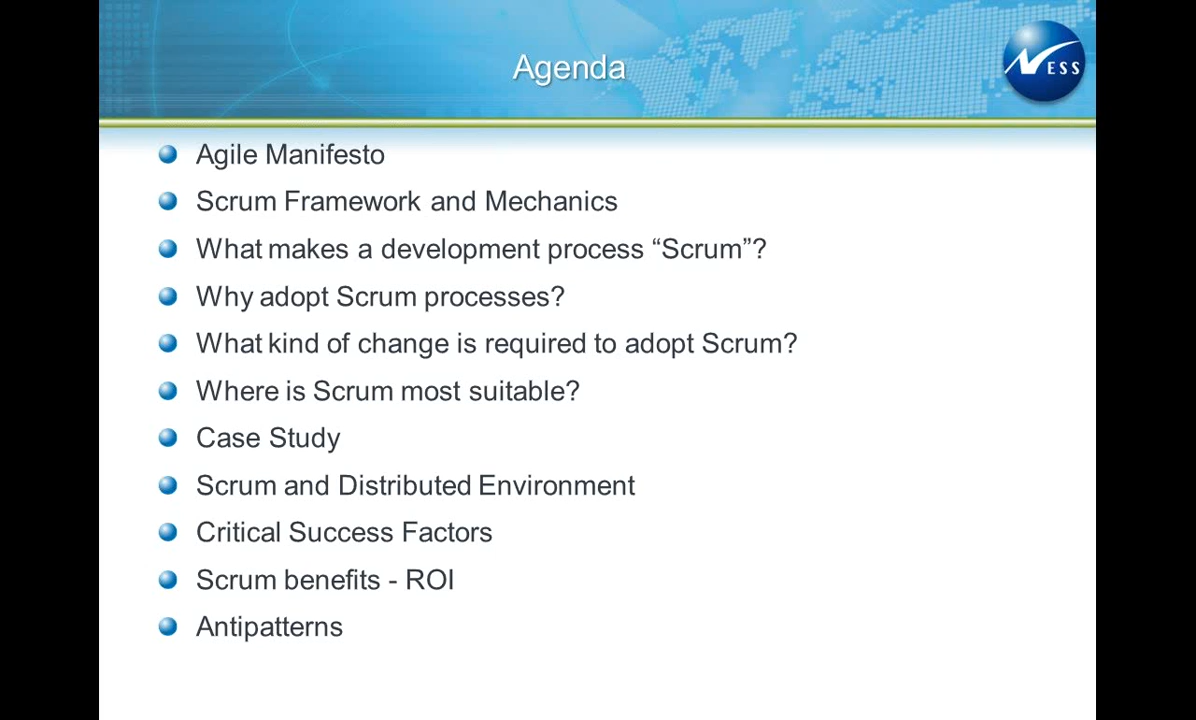 Agenda
NESS
Agile Manifesto
Scrum Framework and Mechanics
What makes a development process “Scrum”?
Why adopt Scrum processes?
What kind of change is required to adopt Scrum?
Where is Scrum most suitable?
Case Study
Scrum and Distributed Environment
Critical Success Factors
Scrum benefits - ROI
Antipatterns